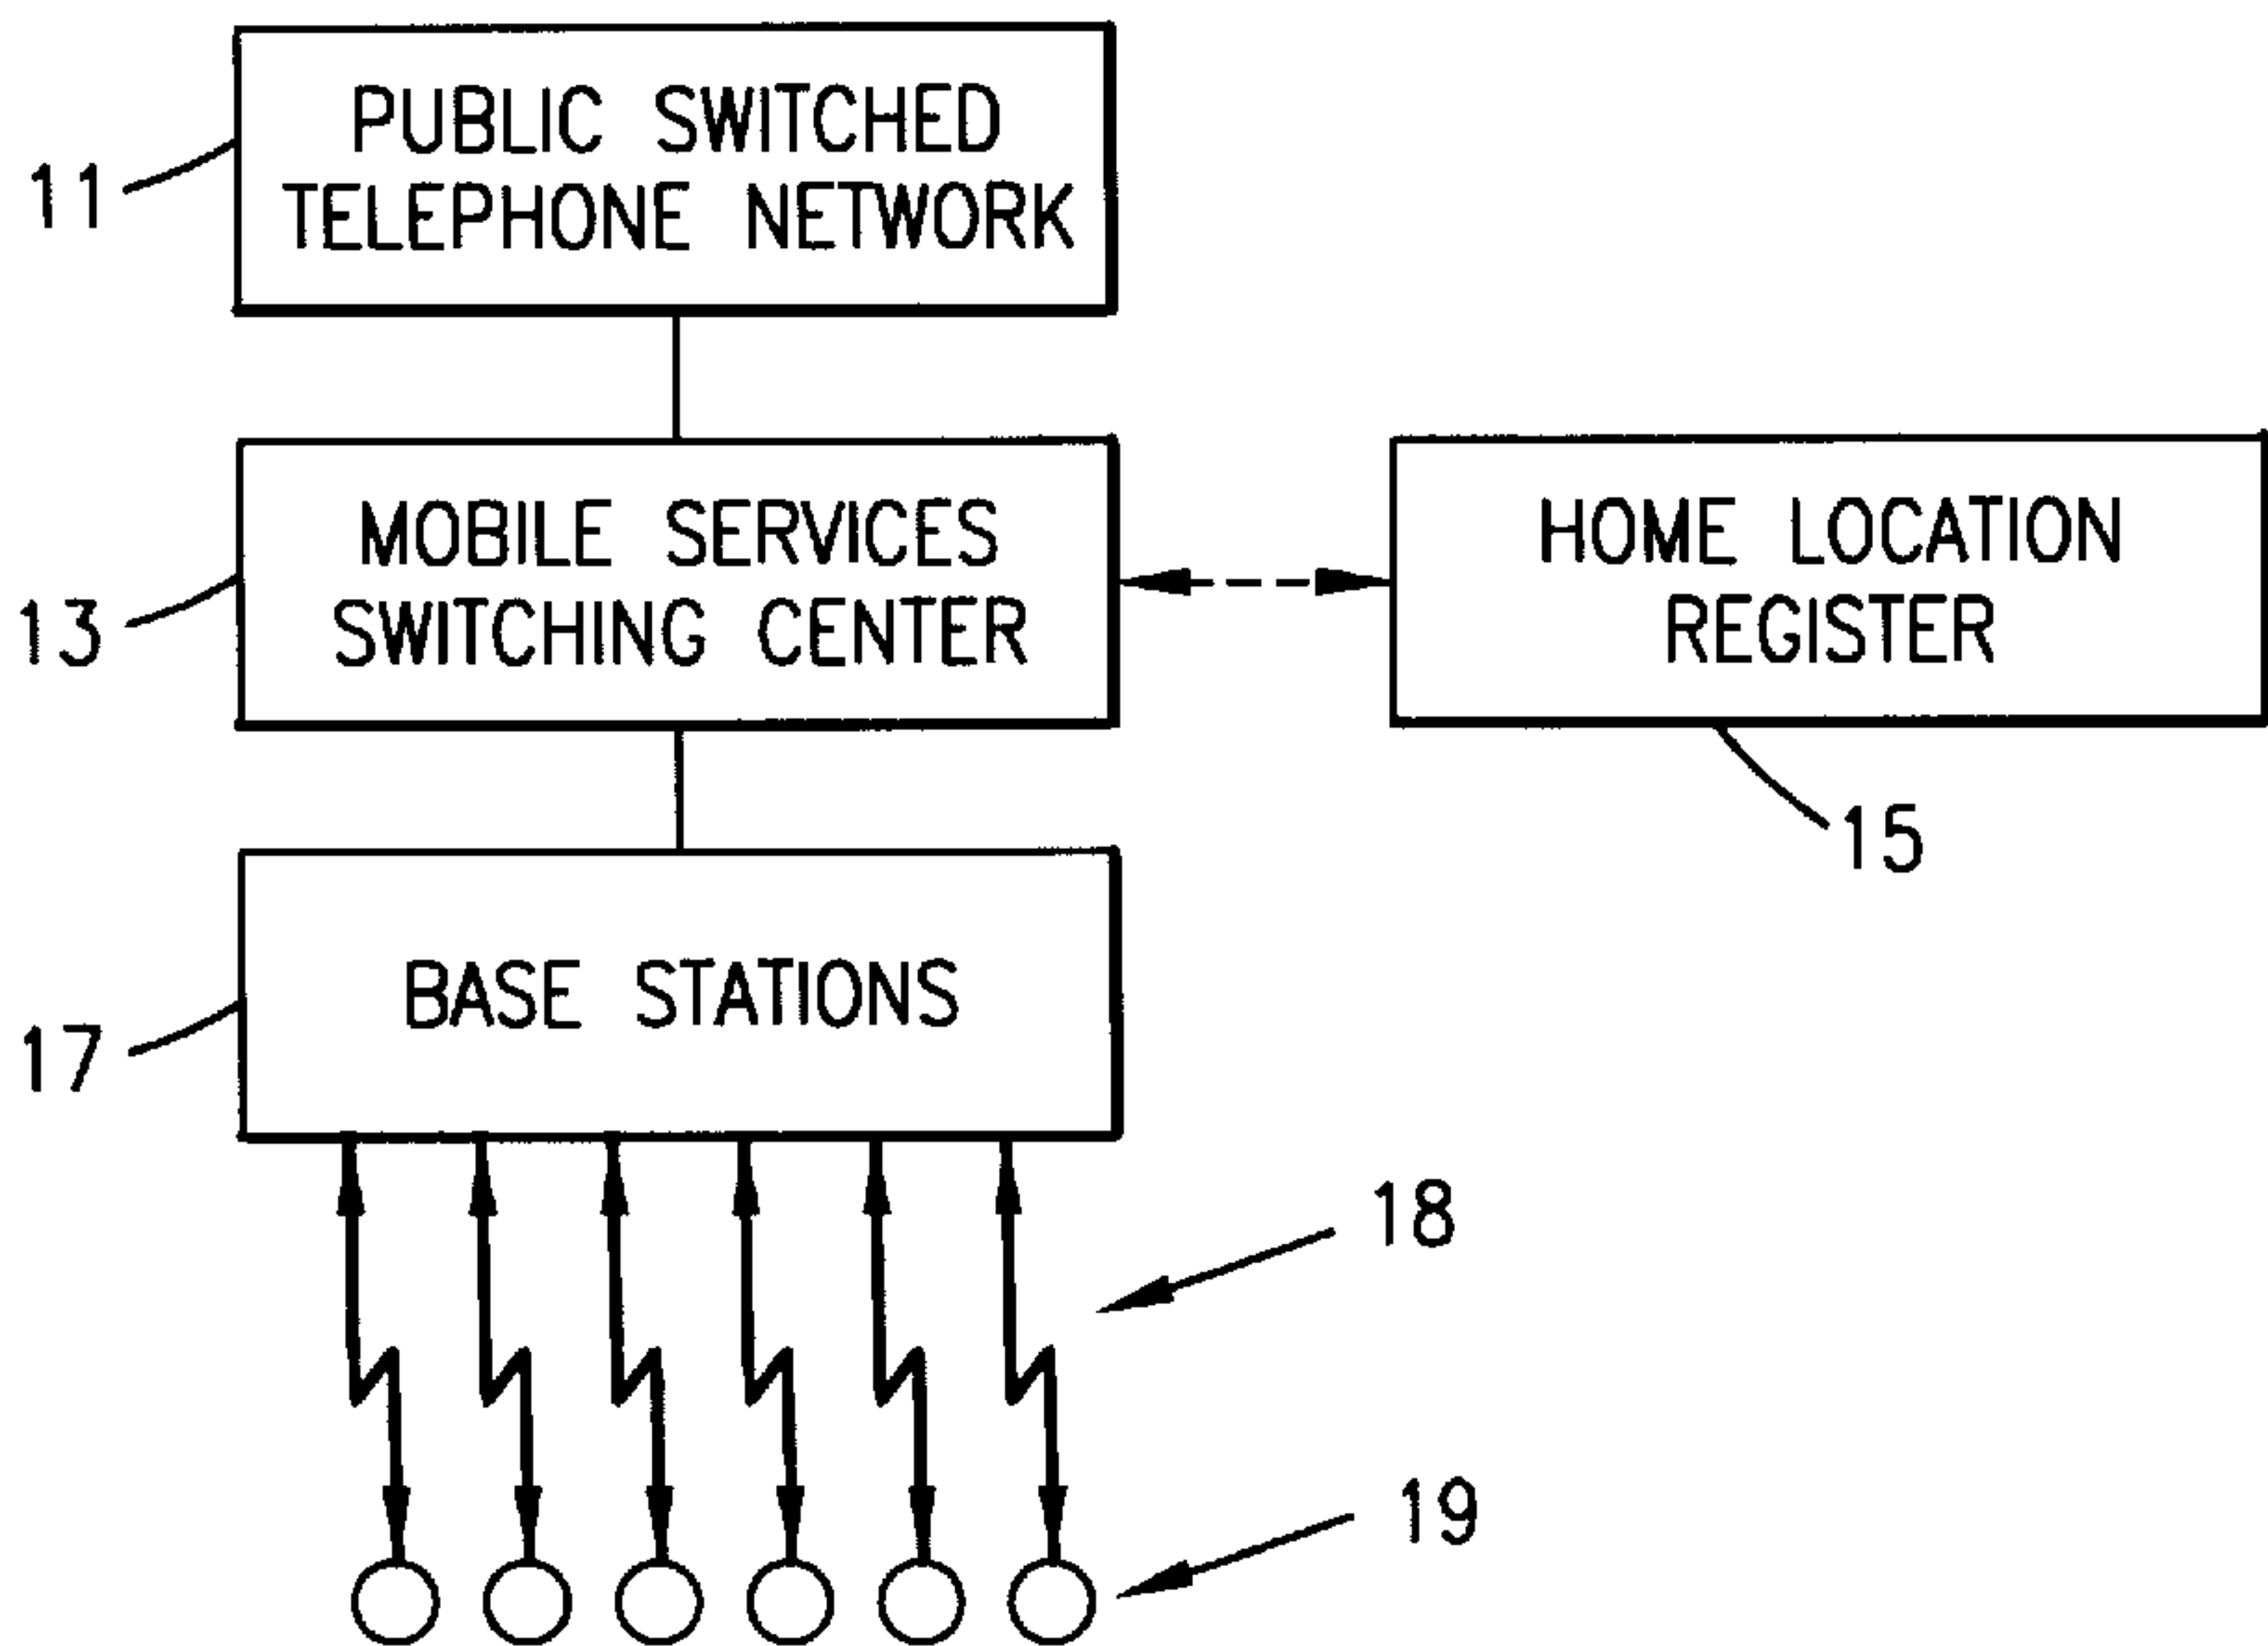 PUBLIC SWITCHED
TELEPHONE NETWORK
11
MOBILE SERVICES
SWITCHING CENTER
13
HOME LOCATION
REGISTER
15
BASE STATIONS
17
18
19